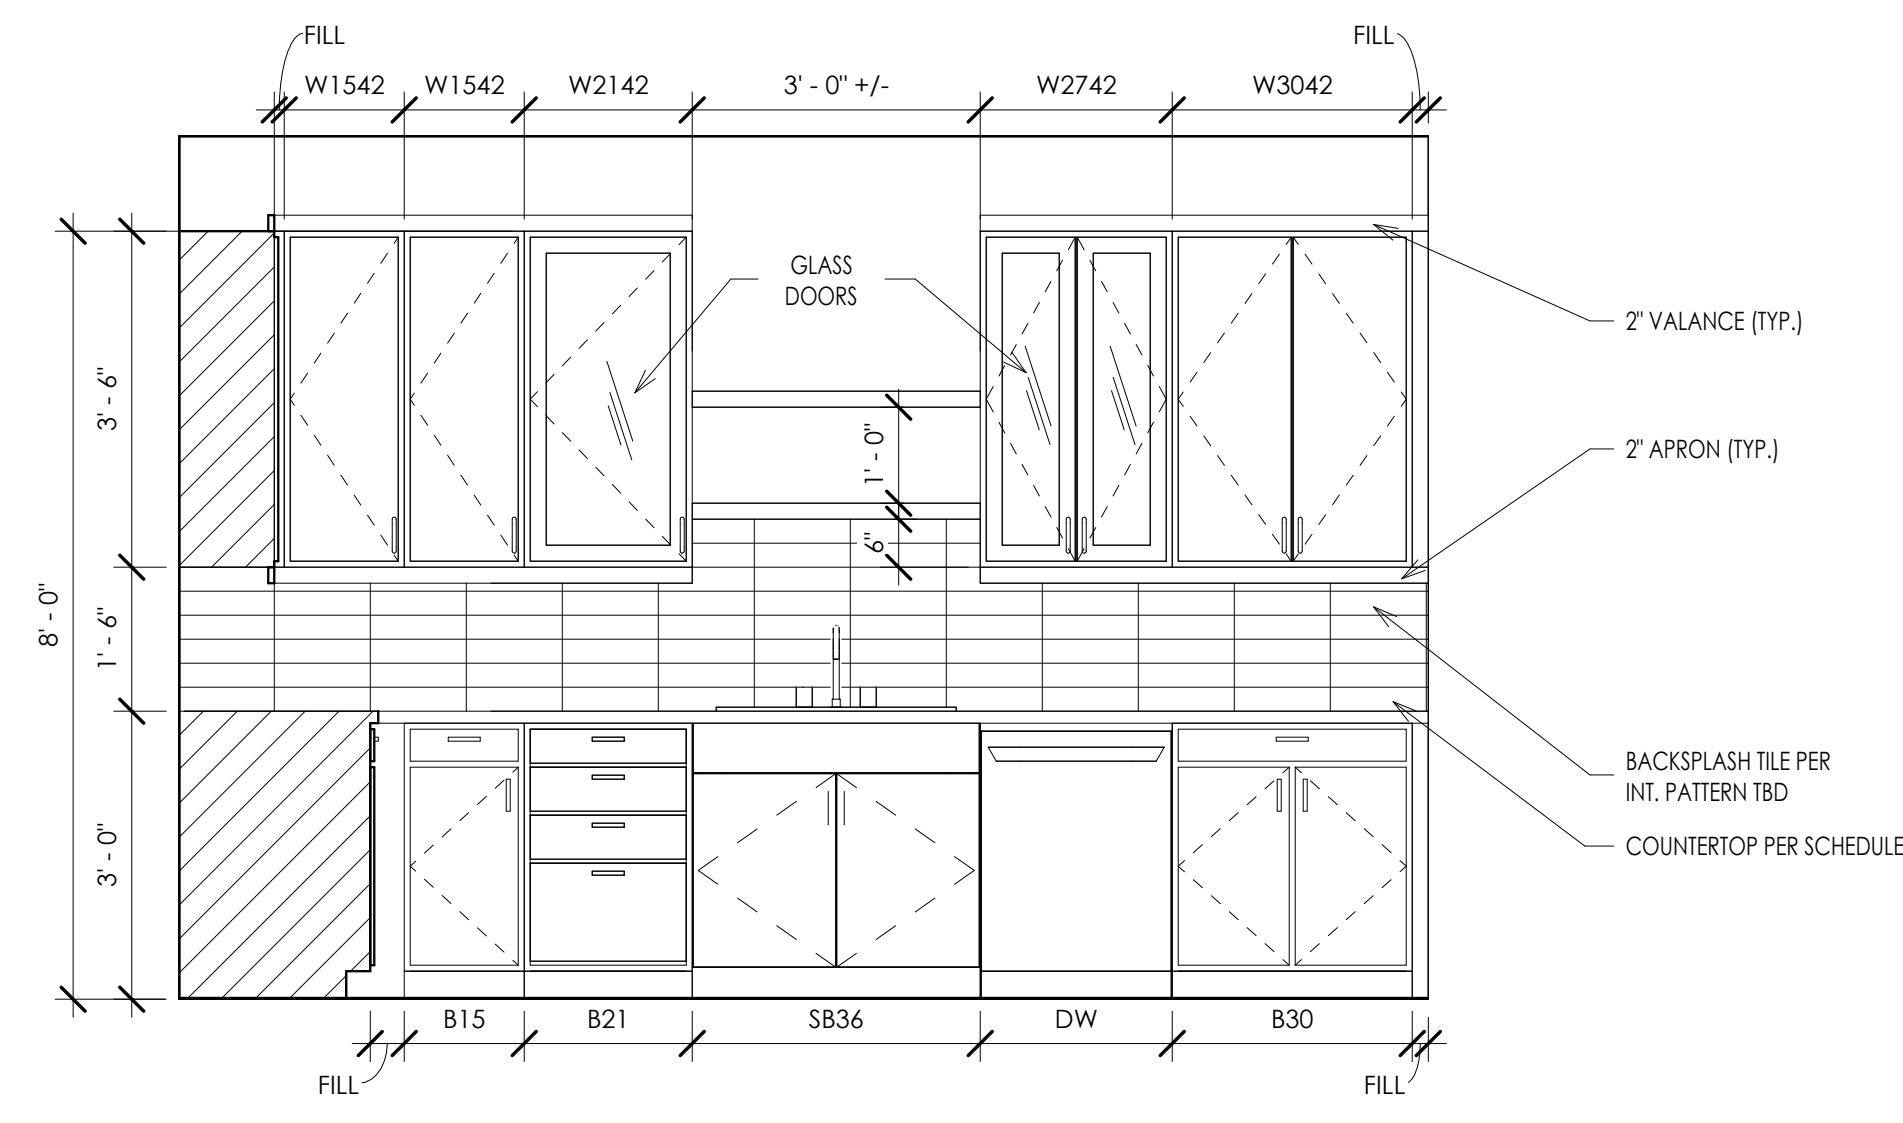 FILL
FILL
W1542
W1542
W2142
3' - 0" +/-
W2742
W3042
GLASS
DOORS
2" VALANCE (TYP.)
3' - 6"
1' - 0"
2" APRON (TYP.)
6"
8' - 0"
1' - 6"
BACKSPLASH TILE PER
INT. PATTERN TBD
3' - 0"
COUNTERTOP PER SCHEDULE
B15
B21
SB36
DW
B30
FILL
FILL